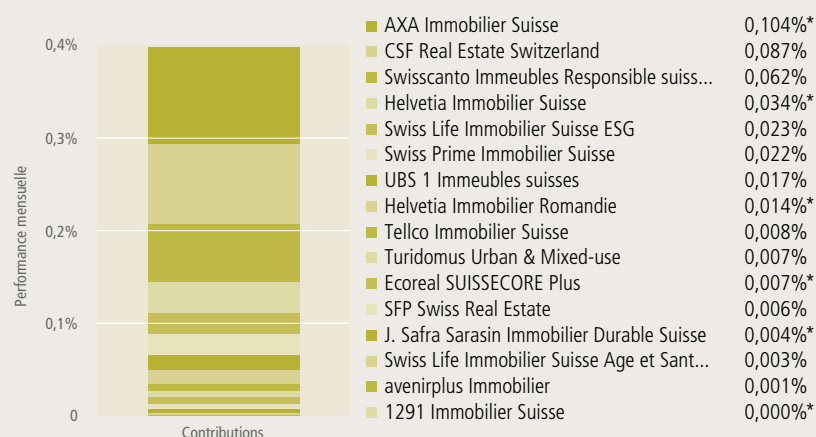 Performance mensuelle
0,4%
0,3%
0,2%
0,1%
0
Contributions
AXA Immobilier Suisse 0,104%*
CSF Real Estate Switzerland 0,087%
Swisscanto Immeubles Responsible suiss... 0,062%
Helvetia Immobilier Suisse 0,034%*
Swiss Life Immobilier Suisse ESG 0,023%
Swiss Prime Immobilier Suisse 0,022%
UBS 1 Immeubles suisses 0,017%
Helvetia Immobilier Romandie 0,014%*
Tellco Immobilier Suisse 0,008%
Turidomus Urban & Mixed-use 0,007%
Ecoreal SUISSECORE Plus 0,007%*
SFP Swiss Real Estate 0,006%
J. Safra Sarasin Immobilier Durable Suisse 0,004%*
Swiss Life Immobilier Suisse Age et Sant... 0,003%
avenirplus Immobilier 0,001%
1291 Immobilier Suisse 0,000%*